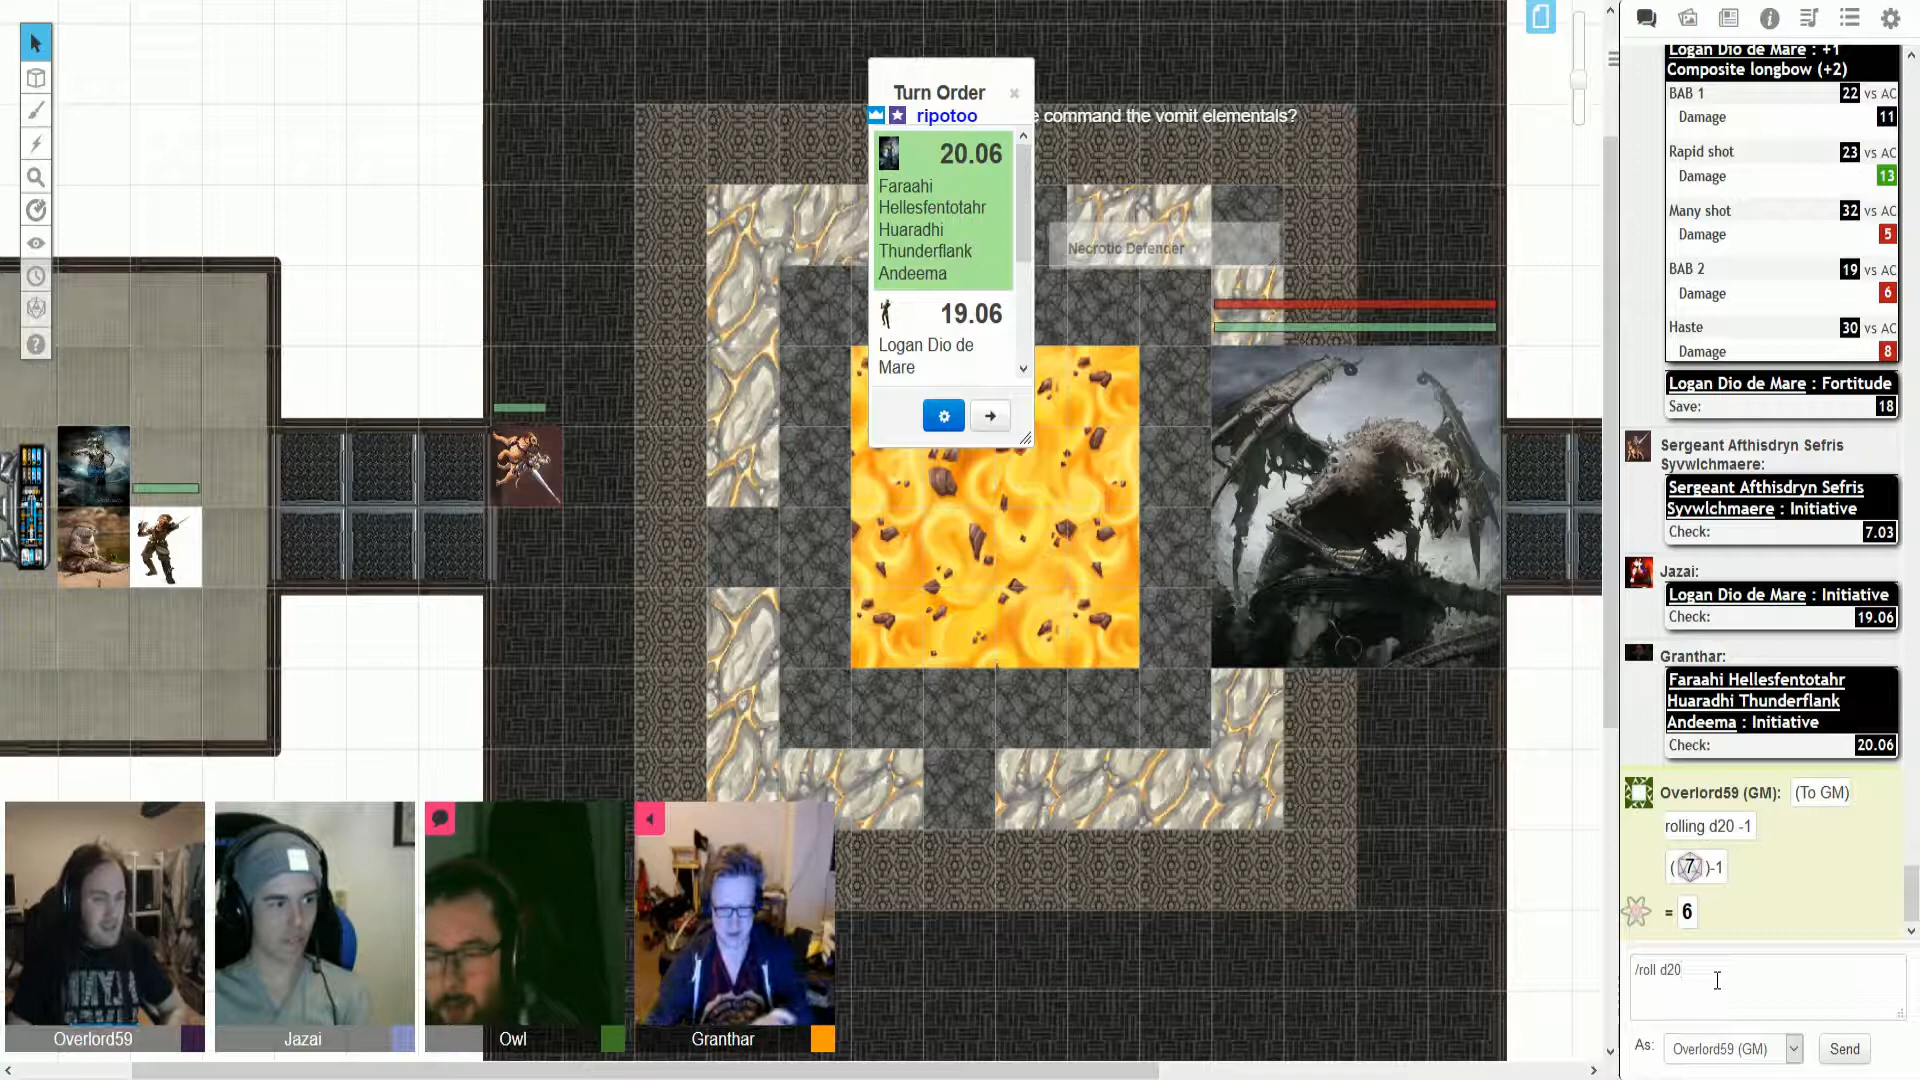 Turn Order
ripotoo
e command the vomit elementals?
20.06
Faraahi
Hellesfentotahr
Huaradhi
Thunderflank
Andeema
19.06
Logan Dio de
Mare
Necrotic Defender
Overlord59
Jazai
Owl
Granthar
Logan Dio de Mare : +1
Composite longbow (+2)
BAB 1 22 vs AC
Damage 11
Rapid shot 23 vs AC
Damage 13
Many shot 32 vs AC
Damage 5
BAB 2 19 vs AC
Damage 6
Haste 30 vs AC
Damage 8
Logan Dio de Mare : Fortitude
Save: 18
Sergeant Afthisdryn Sefris
Syvwlchmaere:
Sergeant Afthisdryn Sefris
Syvwlchmaere : Initiative
Check: 7.03
Jazai:
Logan Dio de Mare : Initiative
Check: 19.06
Granthar:
Faraahi Hellesfentotahr
Huaradhi Thunderflank
Andeema : Initiative
Check: 20.06
Overlord59 (GM): (To GM)
rolling d20 -1
(7)-1
= 6
/roll d20
As: Overlord59 (GM) Send